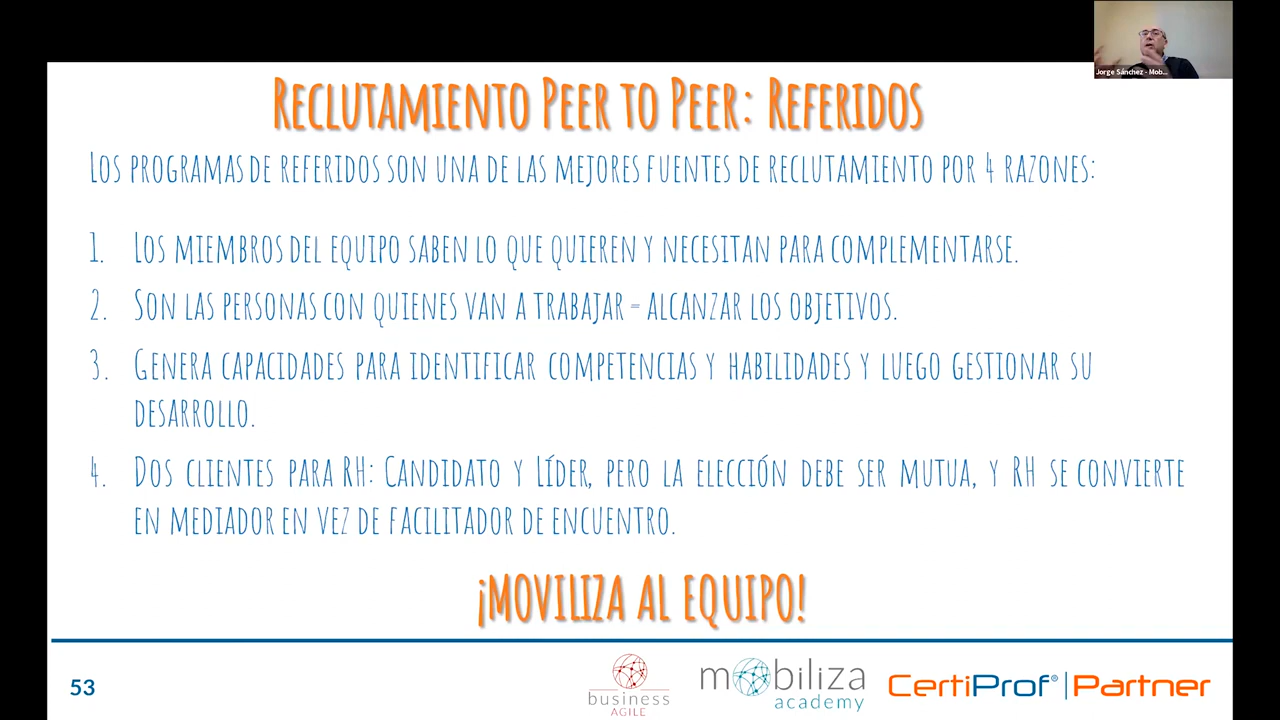 Jorge Sánchez - Mob...
Reclutamiento Peer to Peer: Referidos
Los programas de referidos son una de las mejores fuentes de reclutamiento por 4 razones:
1. Los miembros del equipo saben lo que quieren y necesitan para complementarse.
2. Son las personas con quienes van a trabajar = alcanzar los objetivos.
3. Genera capacidades para identificar competencias y habilidades y luego gestionar su
desarrollo.
4. Dos clientes para RH: Candidato y Líder, pero la elección debe ser mutua, y RH se convierte
en mediador en vez de facilitador de encuentro.
¡MOVILIZA AL EQUIPO!
53
business
AGILE
mobiliza
academy
CertiProf® | Partner